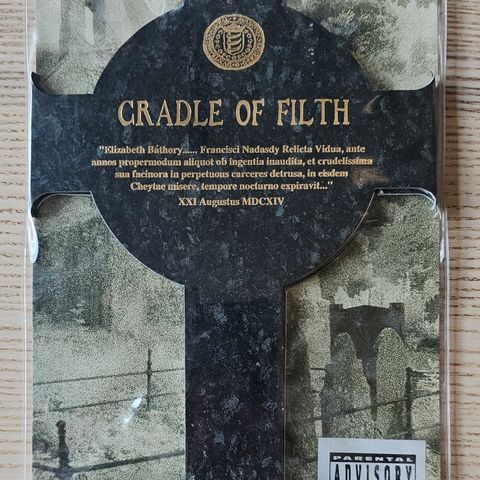 CRADLE OF FILTH
"Elizabeth Báthory...... Francisci Nadasdy Relicta Vidua, ante
annos propermodum aliquot ob ingentia inaudita, et crudelissima
sua facinora in perpetuous carceres detrusa, in eisdem
Cheytae misere, tempore nocturno expiravit..."
XXI Augustus MDCXIV
PARENTAL
ADVISORY